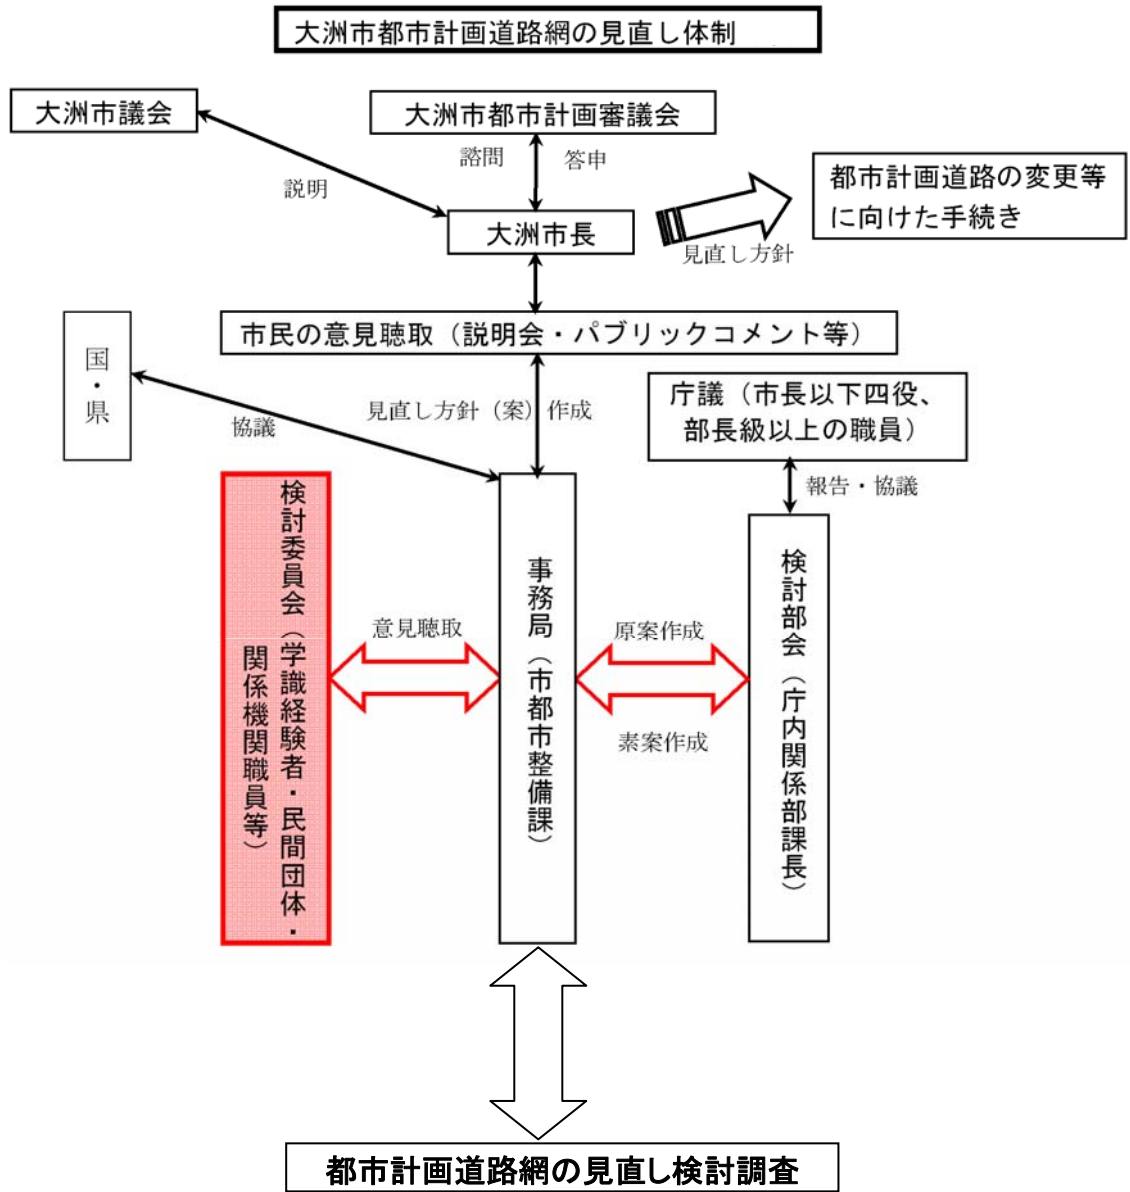 大洲市都市計画道路網の見直し体制
大洲市議会
大洲市都市計画審議会
諮問
答申
説明
都市計画道路の変更等
に向けた手続き
大洲市長
見直し方針
市民の意見聴取（説明会・パブリックコメント等）
国・県
庁議（市長以下四役、
部長級以上の職員）
見直し方針（案）作成
協議
報告・協議
検討委員会（学識経験者・民間団体・
関係機関職員等）
意見聴取
事務局（市都市整備課）
原案作成
素案作成
検討部会（庁内関係部課長）
都市計画道路網の見直し検討調査